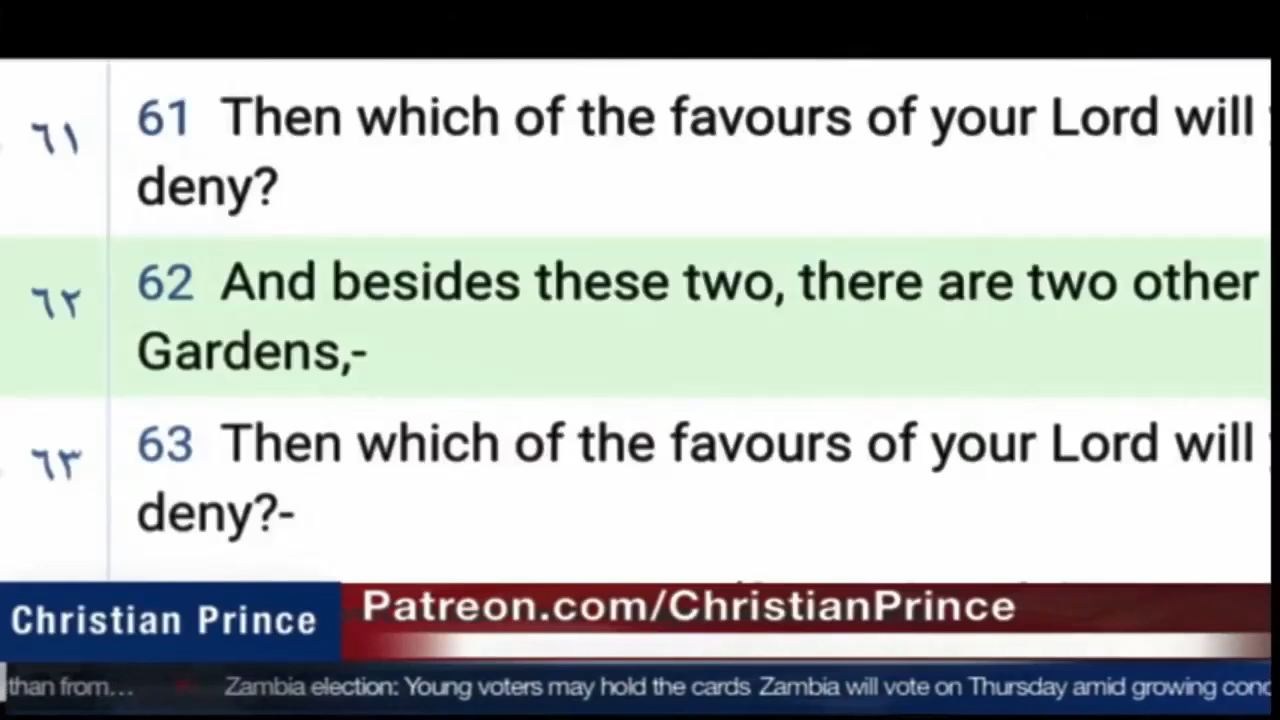 ٦١
61 Then which of the favours of your Lord will
deny?
٦٢
62 And besides these two, there are two other
Gardens,-
٦٣
63 Then which of the favours of your Lord will
deny?-
Christian Prince
Patreon.com/ChristianPrince
than from... Zambia election: Young voters may hold the cards Zambia will vote on Thursday amid growing